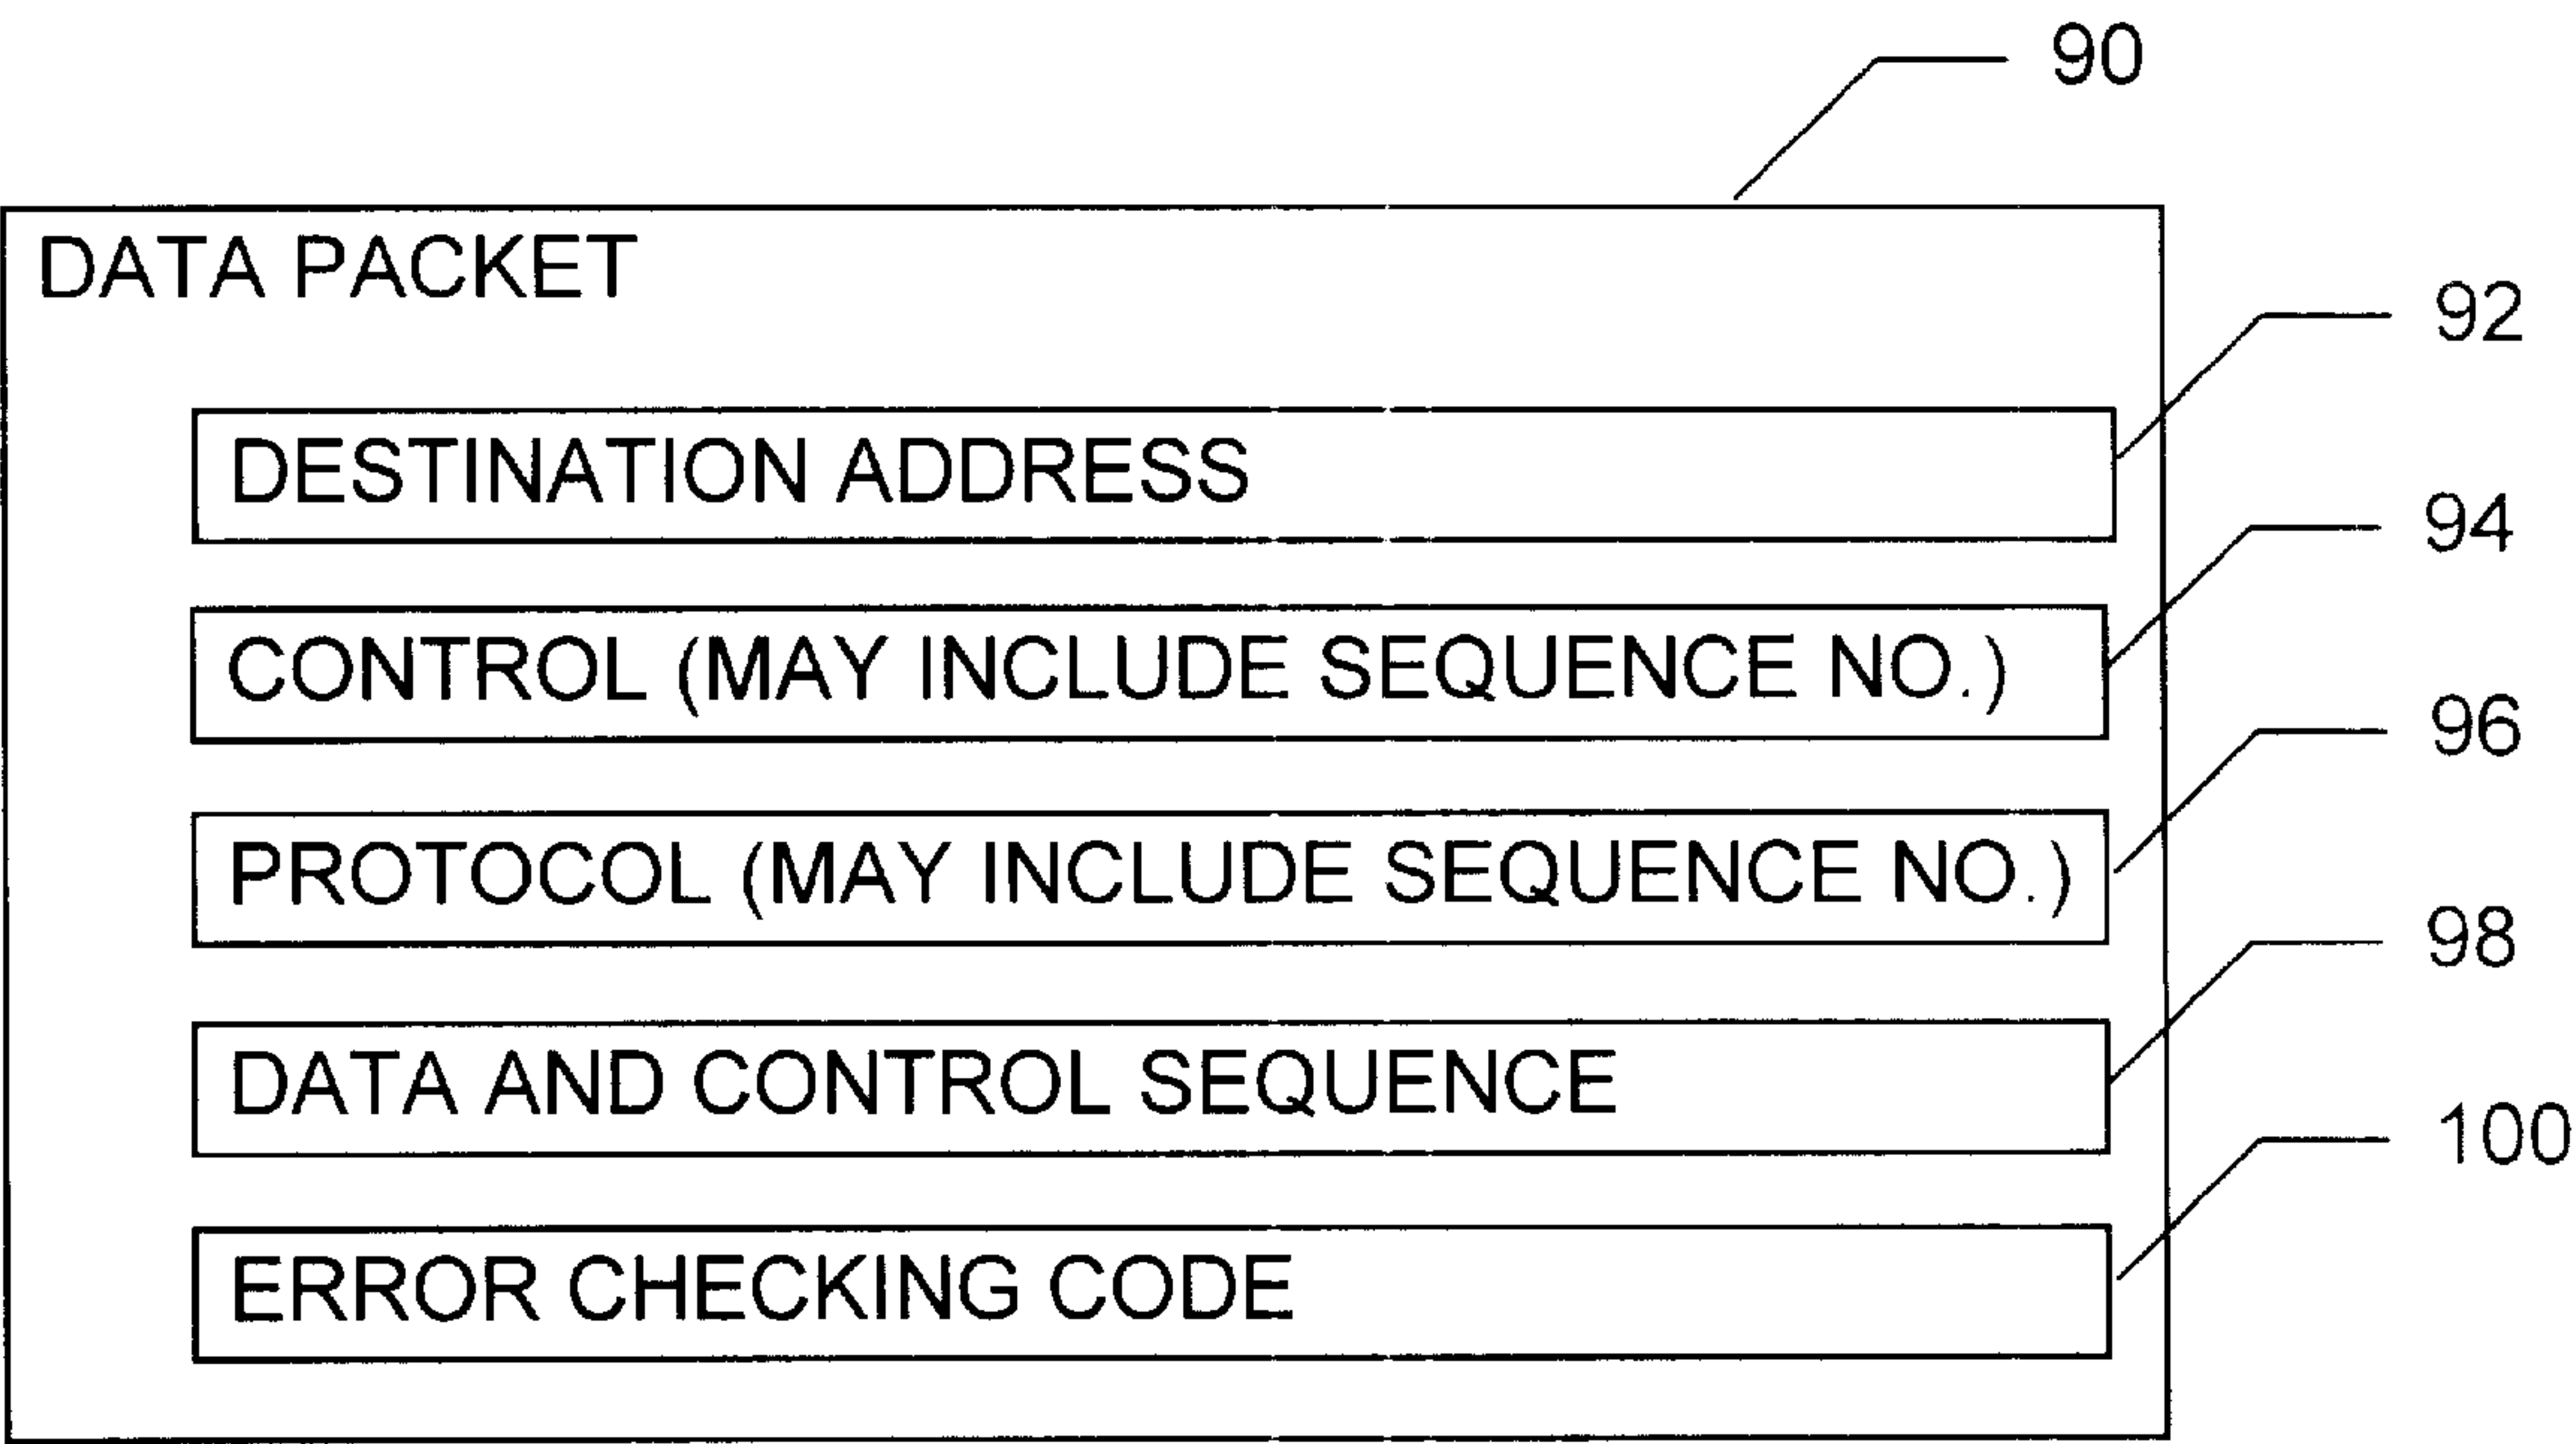 90
DATA PACKET
92
DESTINATION ADDRESS
94
CONTROL (MAY INCLUDE SEQUENCE NO.)
96
PROTOCOL (MAY INCLUDE SEQUENCE NO.)
98
DATA AND CONTROL SEQUENCE
100
ERROR CHECKING CODE